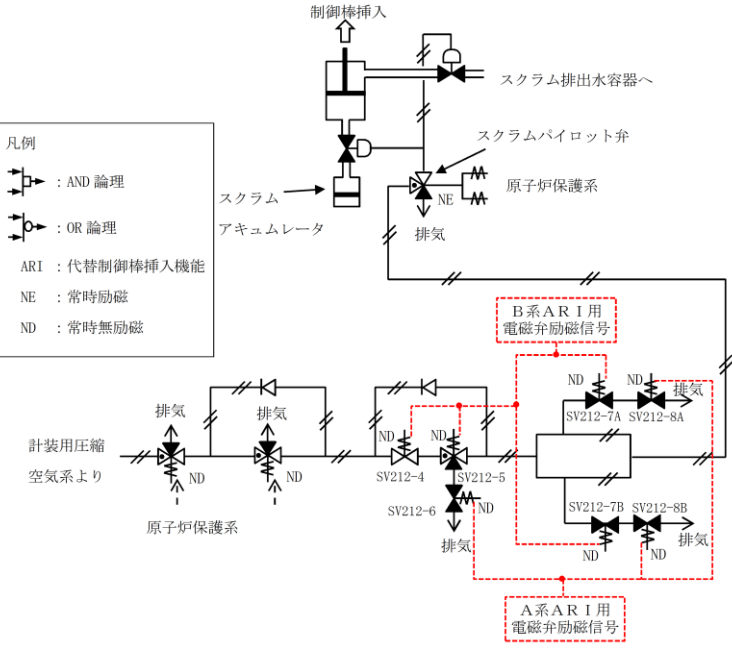 制御棒挿入
スクラム排出水容器へ
スクラムパイロット弁
凡例
: AND 論理
: OR 論理
ARI : 代替制御棒挿入機能
NE : 常時励磁
ND : 常時無励磁
スクラム
アキュムレータ
NE
原子炉保護系
排気
B系ARI用
電磁弁励磁信号
ND
ND
排気
SV212-7A
SV212-8A
排気
排気
計装用圧縮
空気系より
ND
ND
原子炉保護系
ND
ND
SV212-4
SV212-5
SV212-6
ND
排気
SV212-7B
SV212-8B
ND
ND
排気
A系ARI用
電磁弁励磁信号